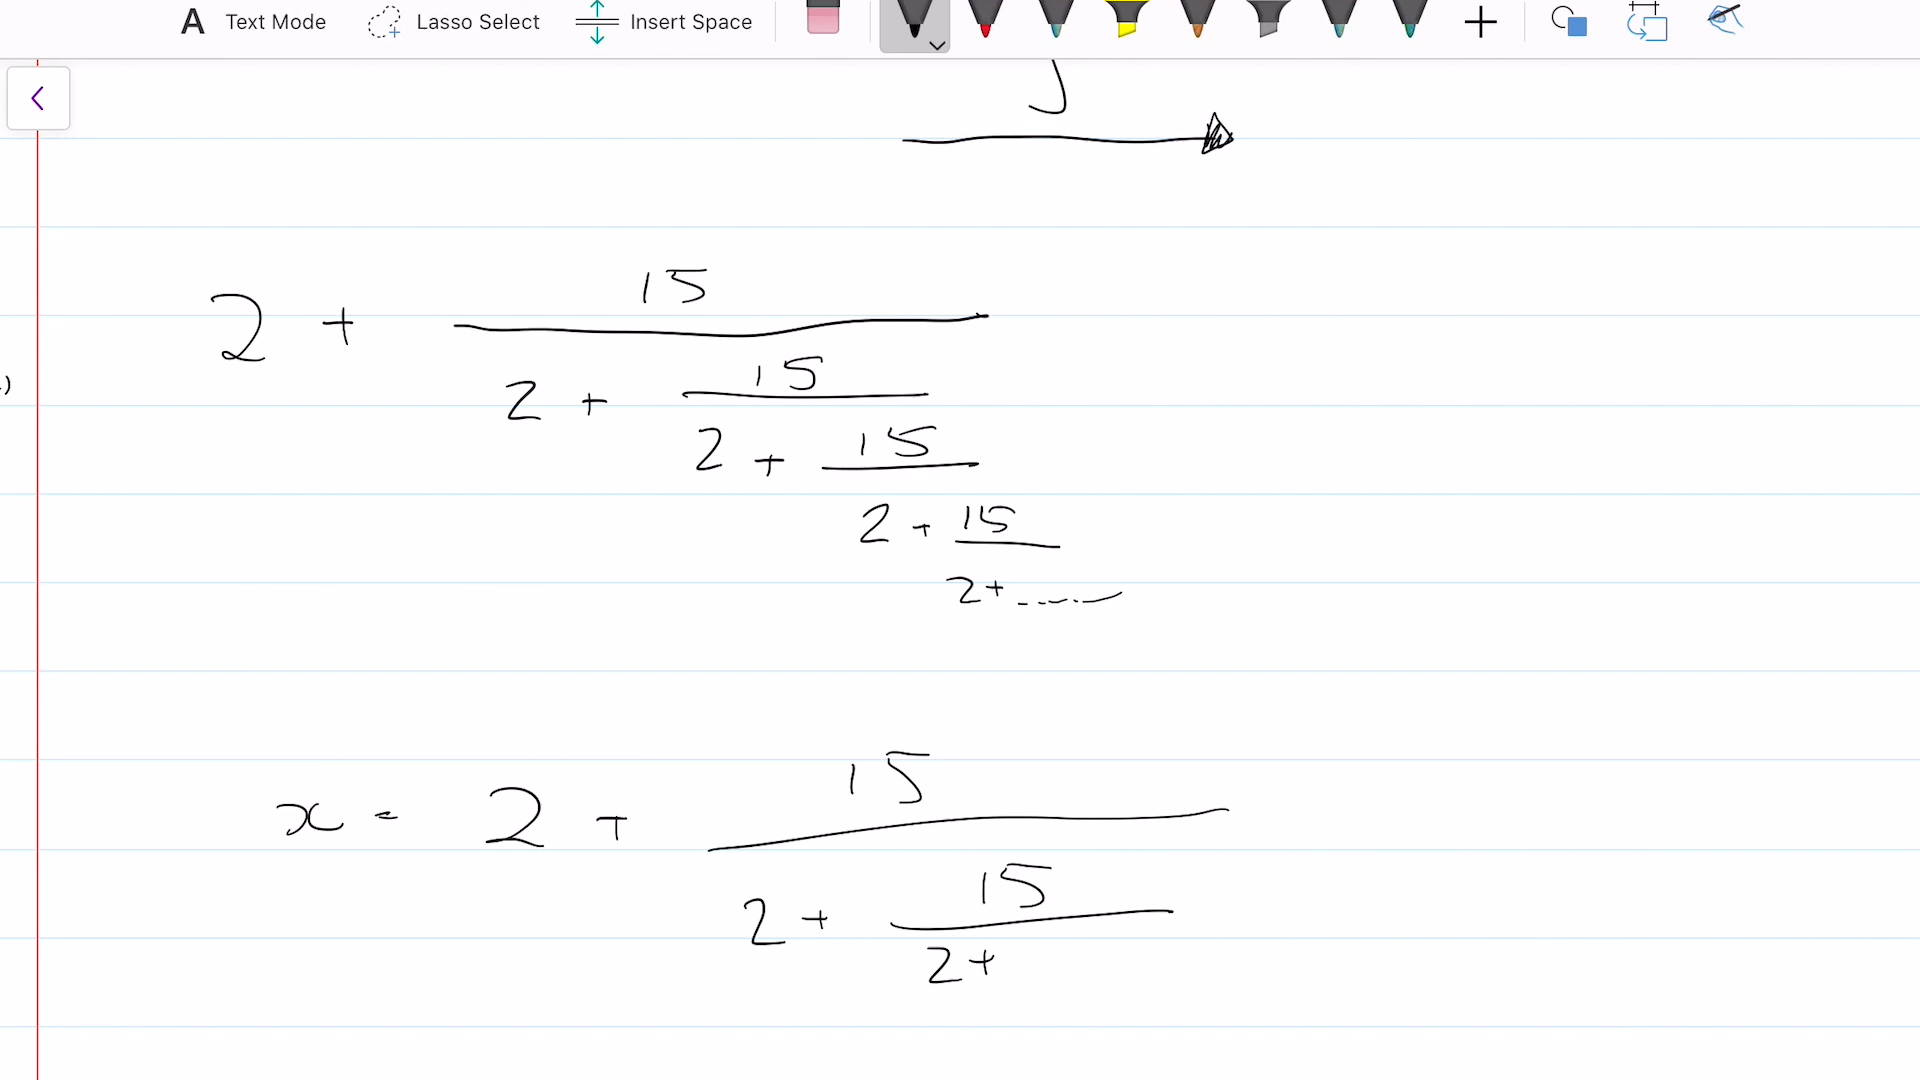 A Text Mode Lasso Select Insert Space
2 + 15
2 + 15
2 + 15
2 + 15
2 + .....
x = 2 + 15
2 + 15
2 +